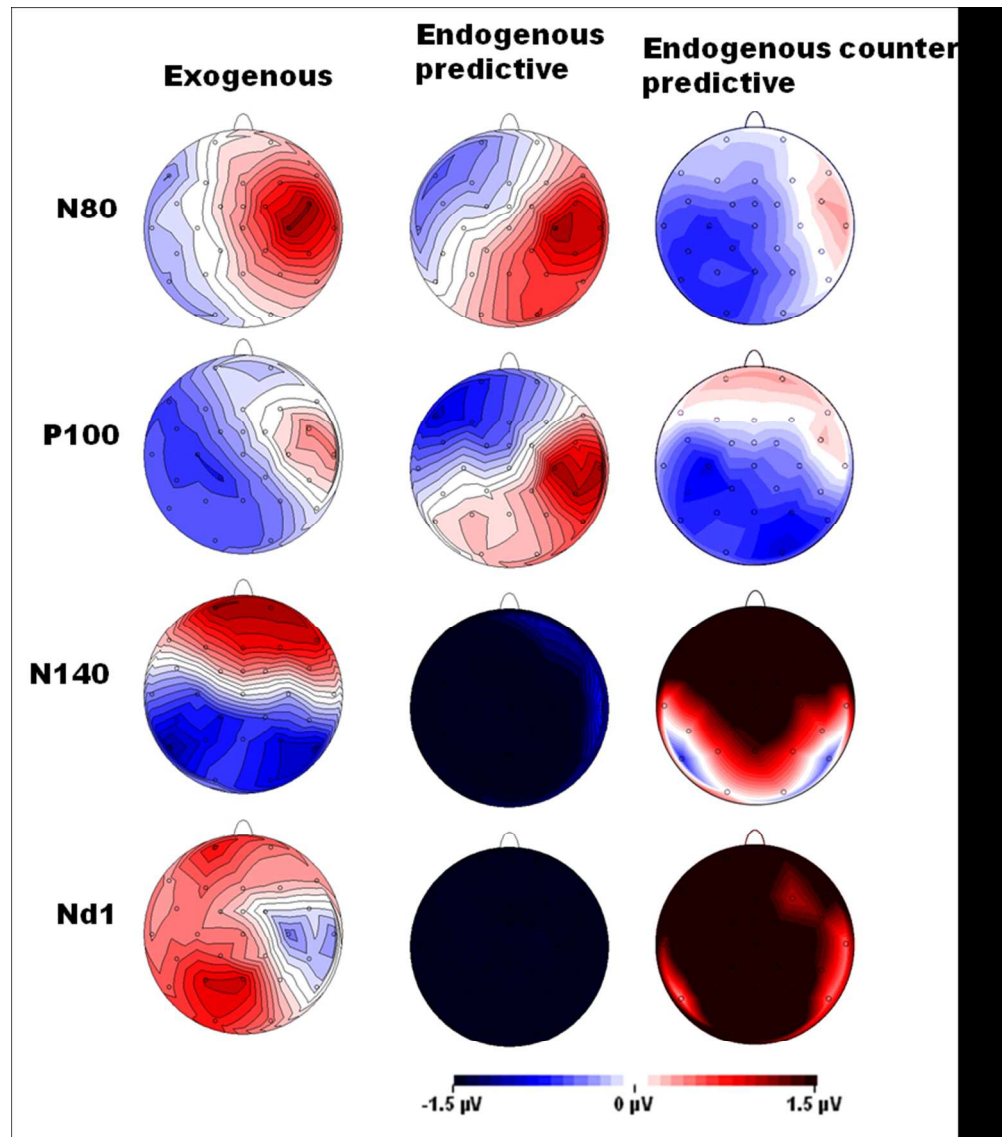 Exogenous
Endogenous
predictive
Endogenous counter
predictive
N80
P100
N140
Nd1
-1.5 µV
0 µV
1.5 µV